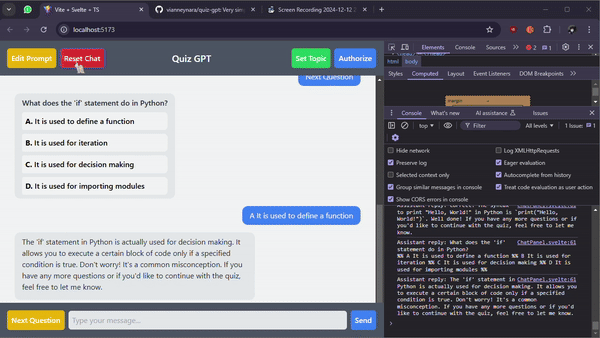 Vite + Svelte + TS
vianneynara/quiz-gpt: Very sim
Screen Recording 2024-12-12
localhost:5173
Edit Prompt
Reset Chat
Quiz GPT
Set Topic
Authorize
Next Question
What does the 'if' statement do in Python?
A. It is used to define a function
B. It is used for iteration
C. It is used for decision making
D. It is used for importing modules
A It is used to define a function
The 'if' statement in Python is actually used for decision making. It
allows you to execute a certain block of code only if a specified
condition is true. Don't worry! It's a common misconception. If you
have any more questions or if you'd like to continue with the quiz,
feel free to let me know.
Next Question
Type your message...
Send
Elements
Console
2
1
html
body
Styles
Computed
Layout
Event Listeners
DOM Breakpoints
margin
Console
What's new
AI assistance
Issues
top
Filter
All levels
1 Issue:
1
Hide network
Log XMLHttpRequests
Preserve log
Eager evaluation
Selected context only
Autocomplete from history
Group similar messages in console
Treat code evaluation as user action
Show CORS errors in console
to print "Hello, World!" in Python is `print("Hello,
World!")`. Well done! If you have any more questions or
if you'd like to continue with the quiz, feel free to let
me know.
Assistant reply: What does the 'if'
ChatPanel.svelte:61
statement do in Python?
%% A It is used to define a function %% B It is used for
iteration %% C It is used for decision making %% D It is
used for importing modules %%
Assistant reply: The 'if' statement in
ChatPanel.svelte:61
Python is actually used for decision making. It allows
you to execute a certain block of code only if a specified
condition is true. Don't worry! It's a common
misconception. If you have any more questions or if you'd
like to continue with the quiz, feel free to let me know.